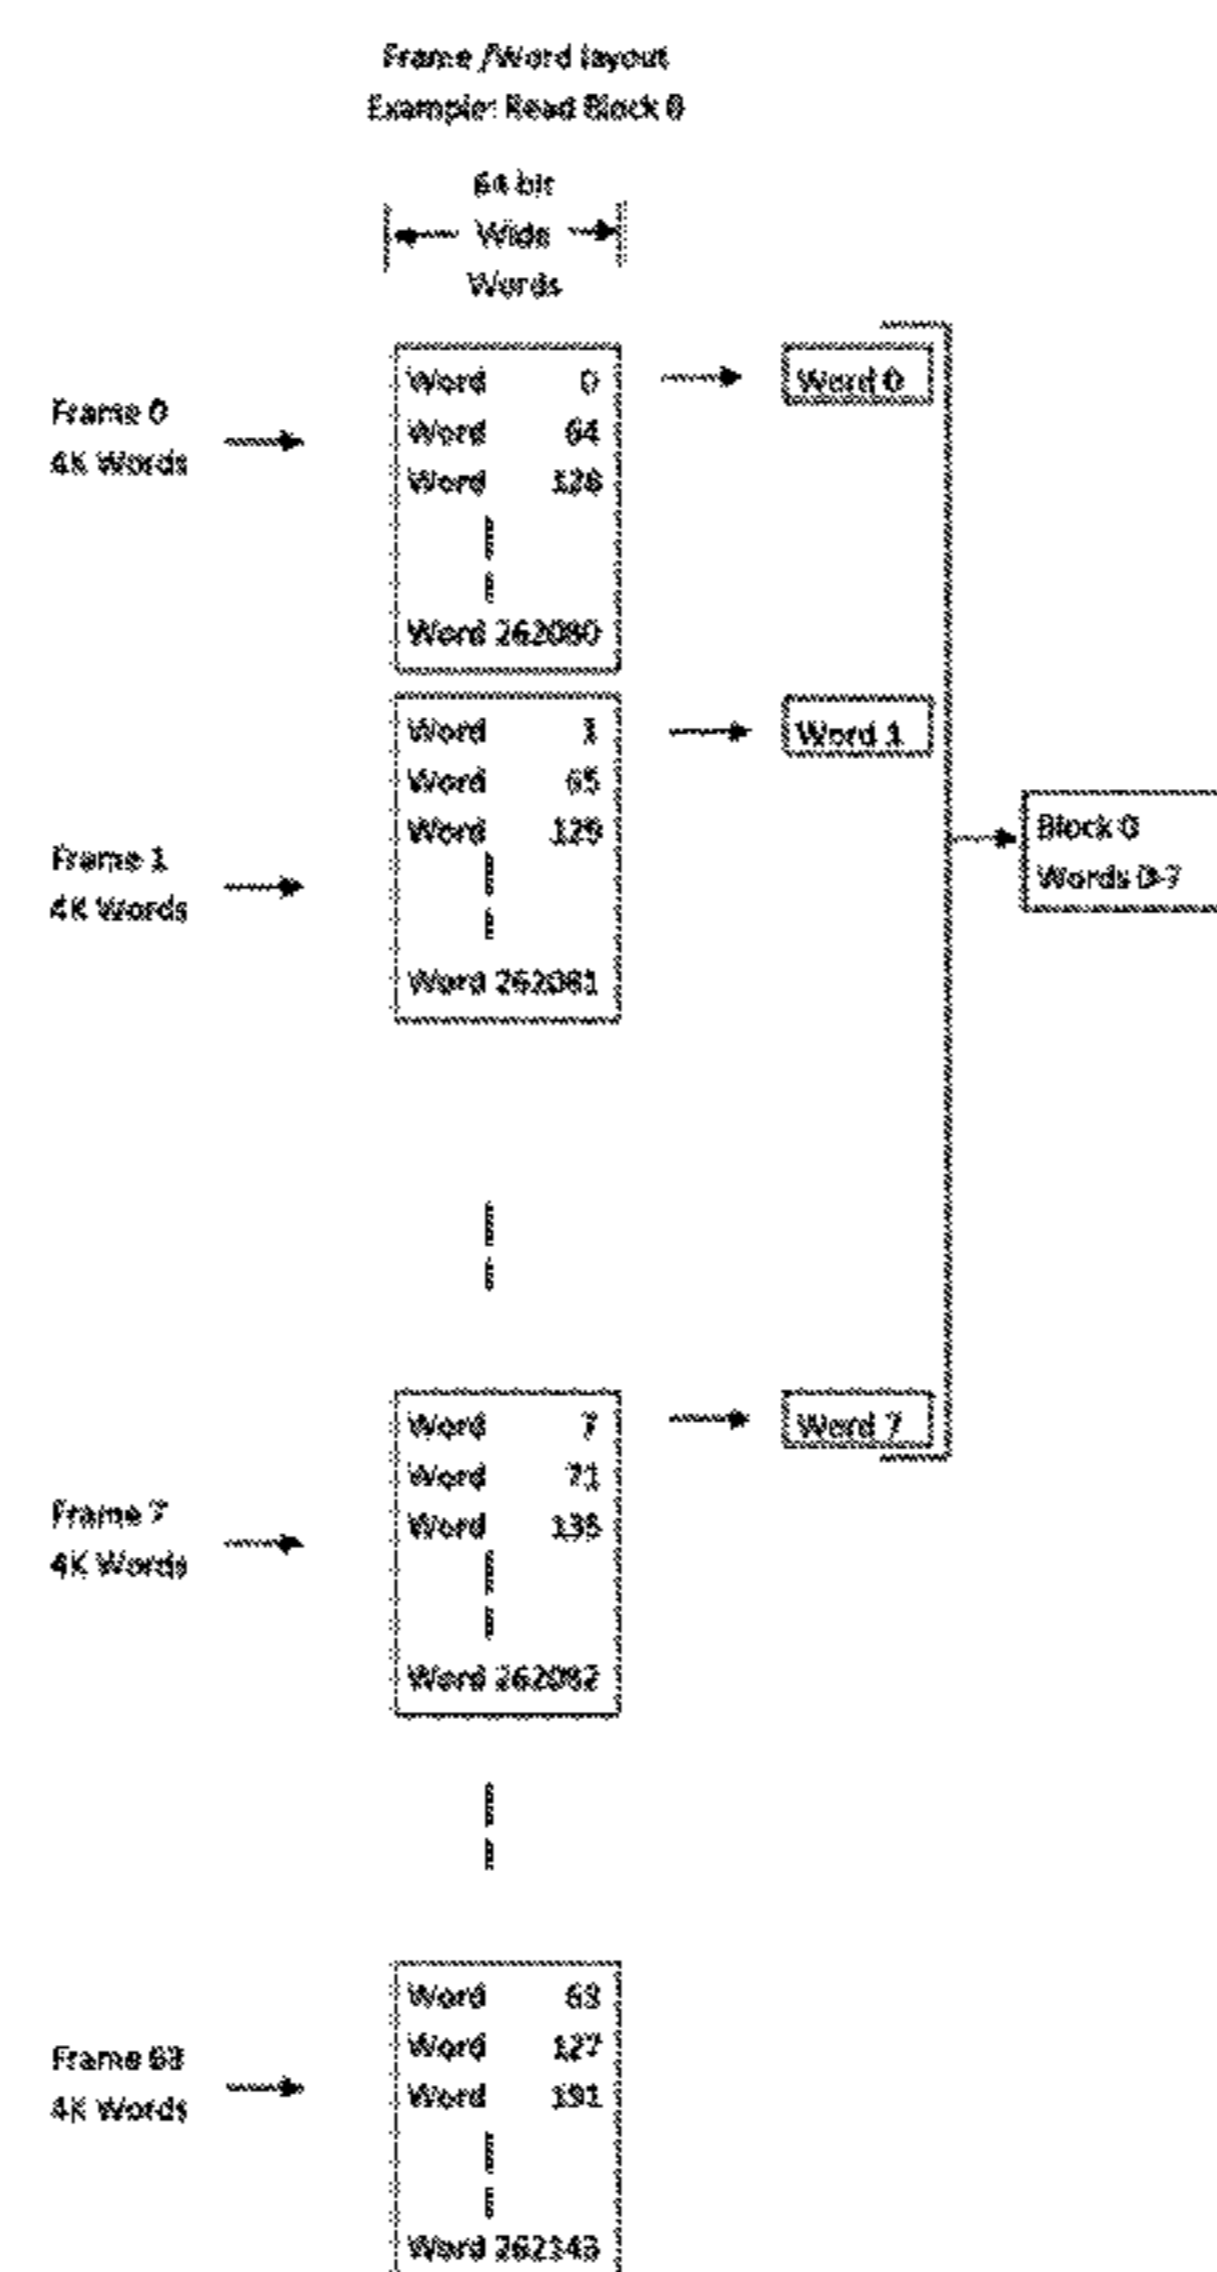 Frame /Word layout
Example: Read Block 0
64 bit
Wide
Words
Frame 0
4K Words
Word 0
Word 64
Word 128
Word 262080
Word 0
Frame 1
4K Words
Word 1
Word 65
Word 129
Word 262081
Word 1
Block 0
Words 0-7
Frame 7
4K Words
Word 7
Word 71
Word 135
Word 262082
Word 7
Frame 63
4K Words
Word 63
Word 127
Word 191
Word 262143